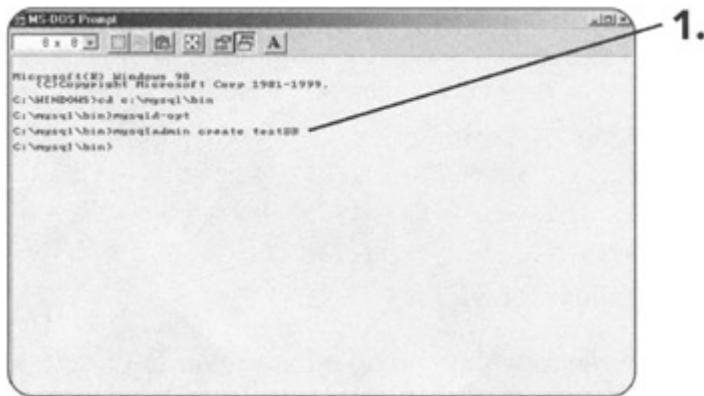 MS-DOS Prompt
1.
8 x 8
A
Microsoft(R) Windows 98
(C)Copyright Microsoft Corp 1981-1999.
C:\WINDOWS>cd c:\mysql\bin
C:\mysql\bin>mysqld-opt
C:\mysql\bin>mysqladmin create testDB
C:\mysql\bin>